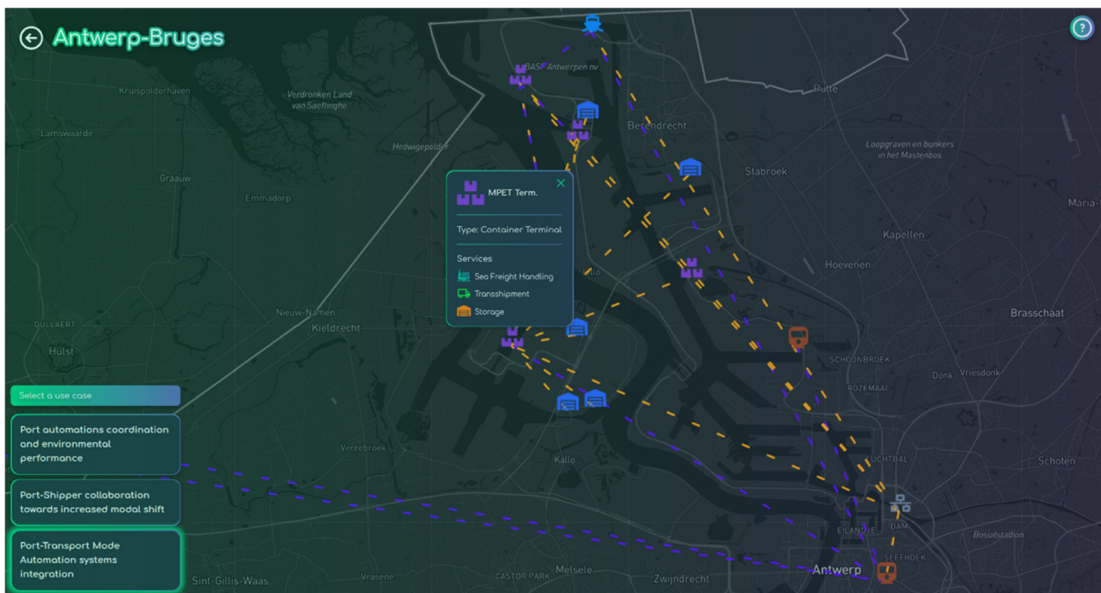 Antwerp-Bruges
?
BASF Antwerpen nv
Kruispolderhaven
Verdronken Land
van Saeftinghe
Putte
Lamswaarde
Berendrecht
Hedwigepolder
Loopgraven en bunkers
in het Mastenbos
Graauw
Stabroek
Emmadorp
MPET Term.
Type: Container Terminal
Services
Sea Freight Handling
Transshipment
Storage
Maria-
Kapellen
Hoevenen
Nieuw-Namen
Kieldrecht
Brasschaat
Hulst
SCHOONBROEK
Donk
Vriesdonk
ROZEMAAL
Select a use case
Port automations coordination
and environmental
performance
Verrebroek
Kallo
LUCHTBAL
Schoten
Port-Shipper collaboration
towards increased modal shift
EILANDJE
DAM
Bosuilstadion
Port-Transport Mode
Automation systems
integration
SEEFHOEK
Antwerp
Sint-Gillis-Waas
Vrasene
CASTOR PARK
Melsele
Zwijndrecht